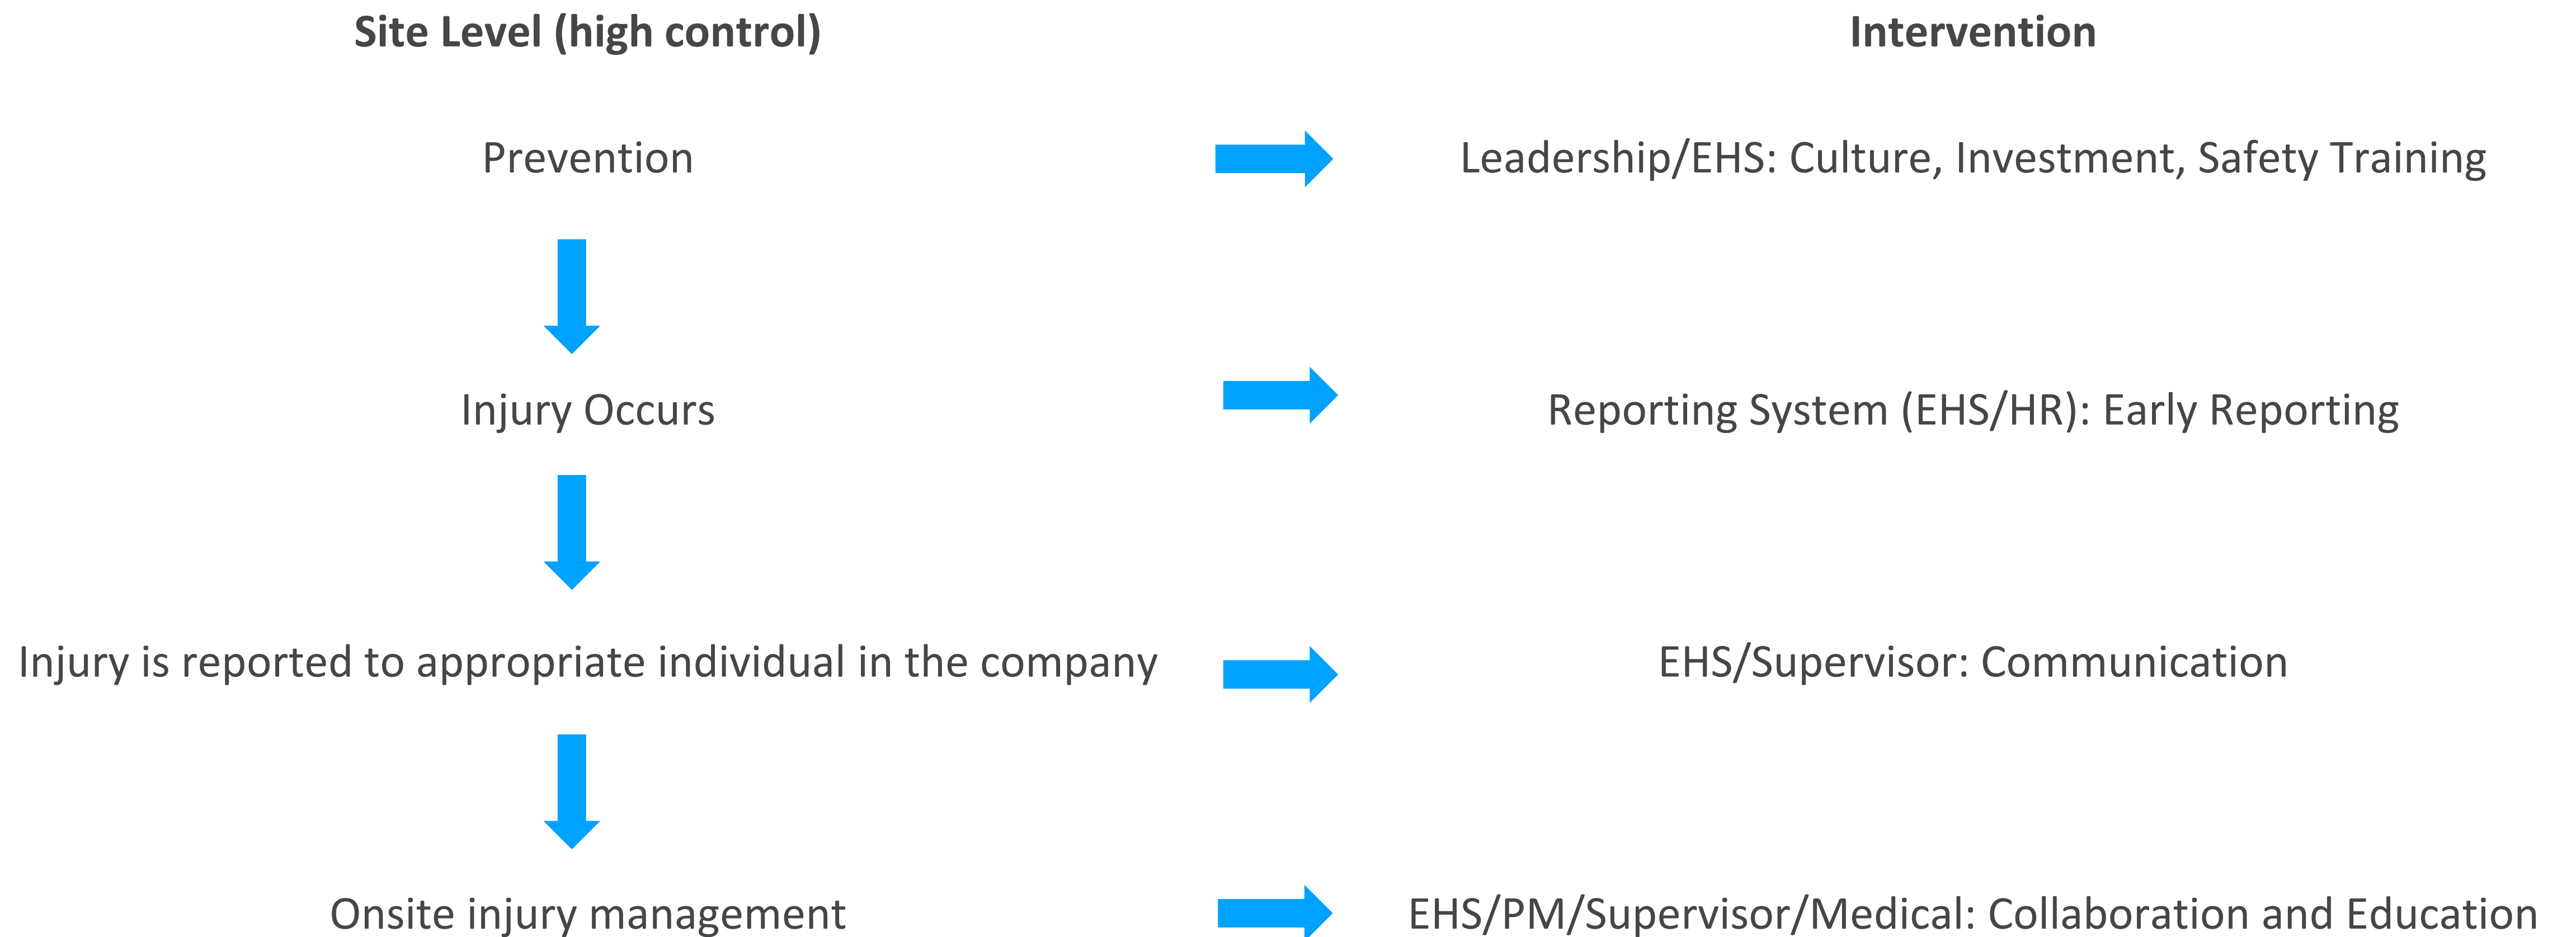 Site Level (high control)
Intervention
Prevention
Leadership/EHS: Culture, Investment, Safety Training
Injury Occurs
Reporting System (EHS/HR): Early Reporting
Injury is reported to appropriate individual in the company
EHS/Supervisor: Communication
Onsite injury management
EHS/PM/Supervisor/Medical: Collaboration and Education